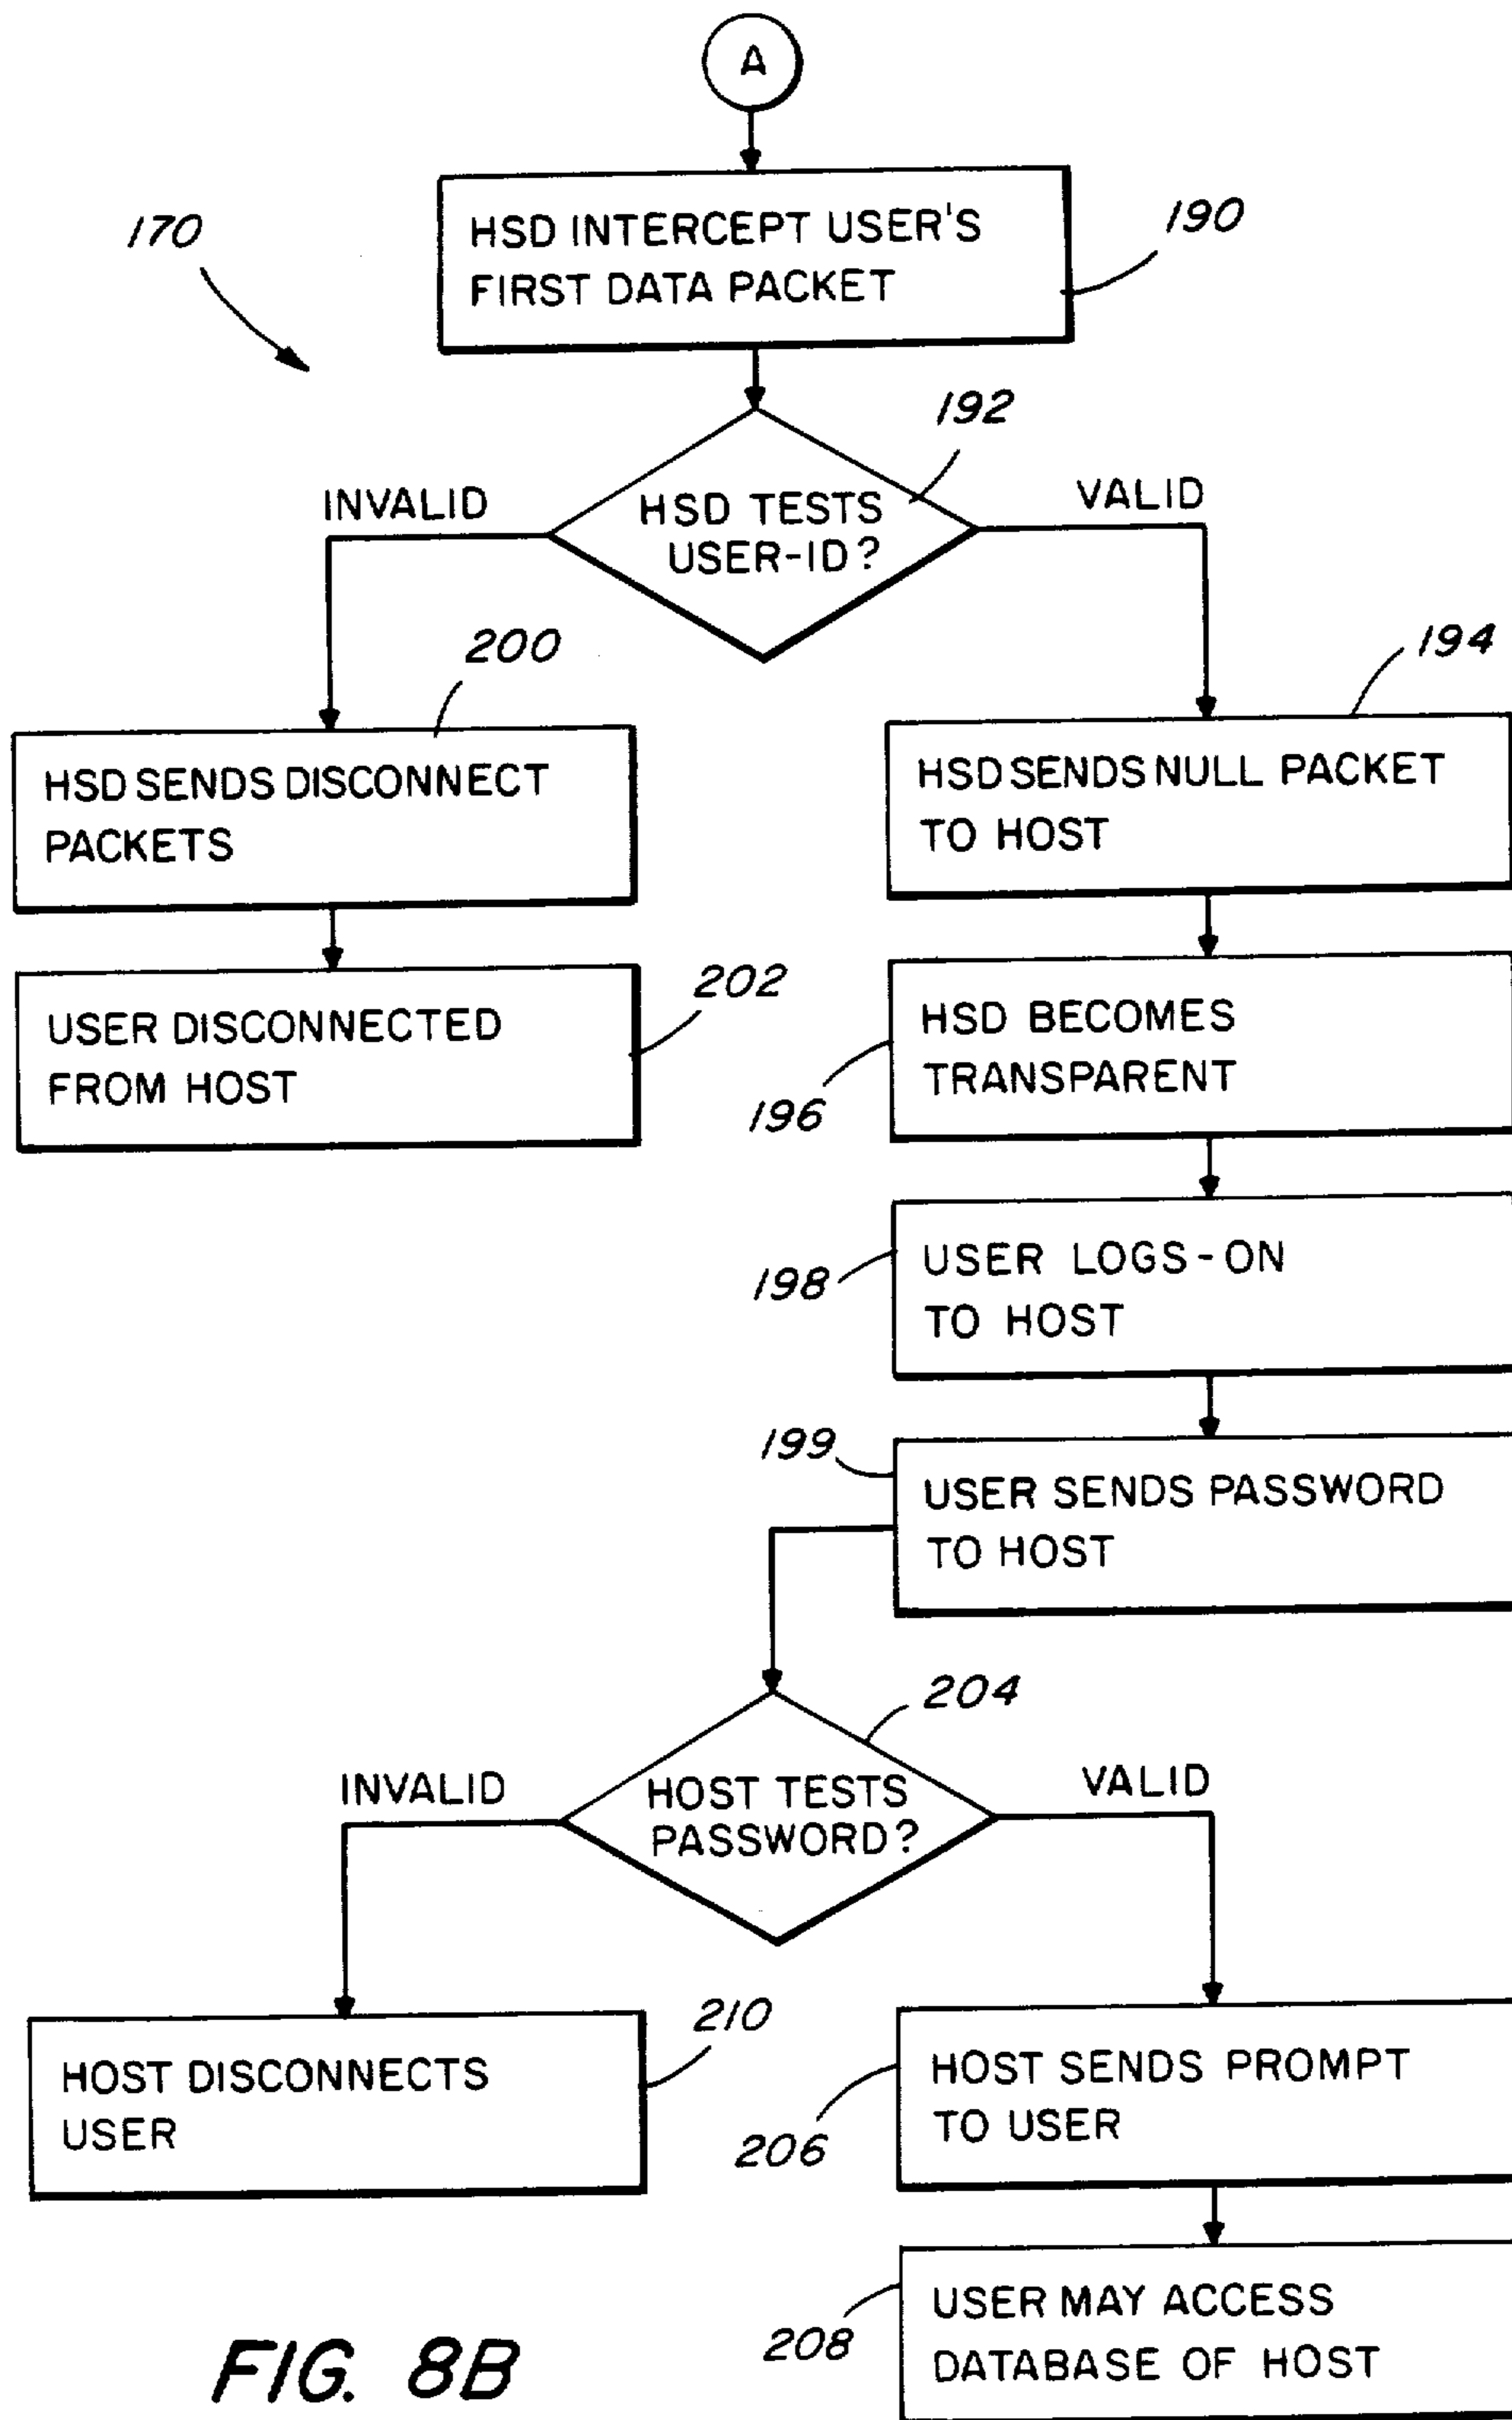 A
HSD INTERCEPT USER'S
FIRST DATA PACKET
190
170
192
INVALID
HSD TESTS
USER-ID?
VALID
200
194
HSD SENDS DISCONNECT
PACKETS
HSD SENDS NULL PACKET
TO HOST
USER DISCONNECTED
FROM HOST
202
HSD BECOMES
TRANSPARENT
196
USER LOGS-ON
TO HOST
198
199
USER SENDS PASSWORD
TO HOST
204
INVALID
HOST TESTS
PASSWORD?
VALID
HOST DISCONNECTS
USER
210
HOST SENDS PROMPT
TO USER
206
USER MAY ACCESS
DATABASE OF HOST
208
FIG. 8B